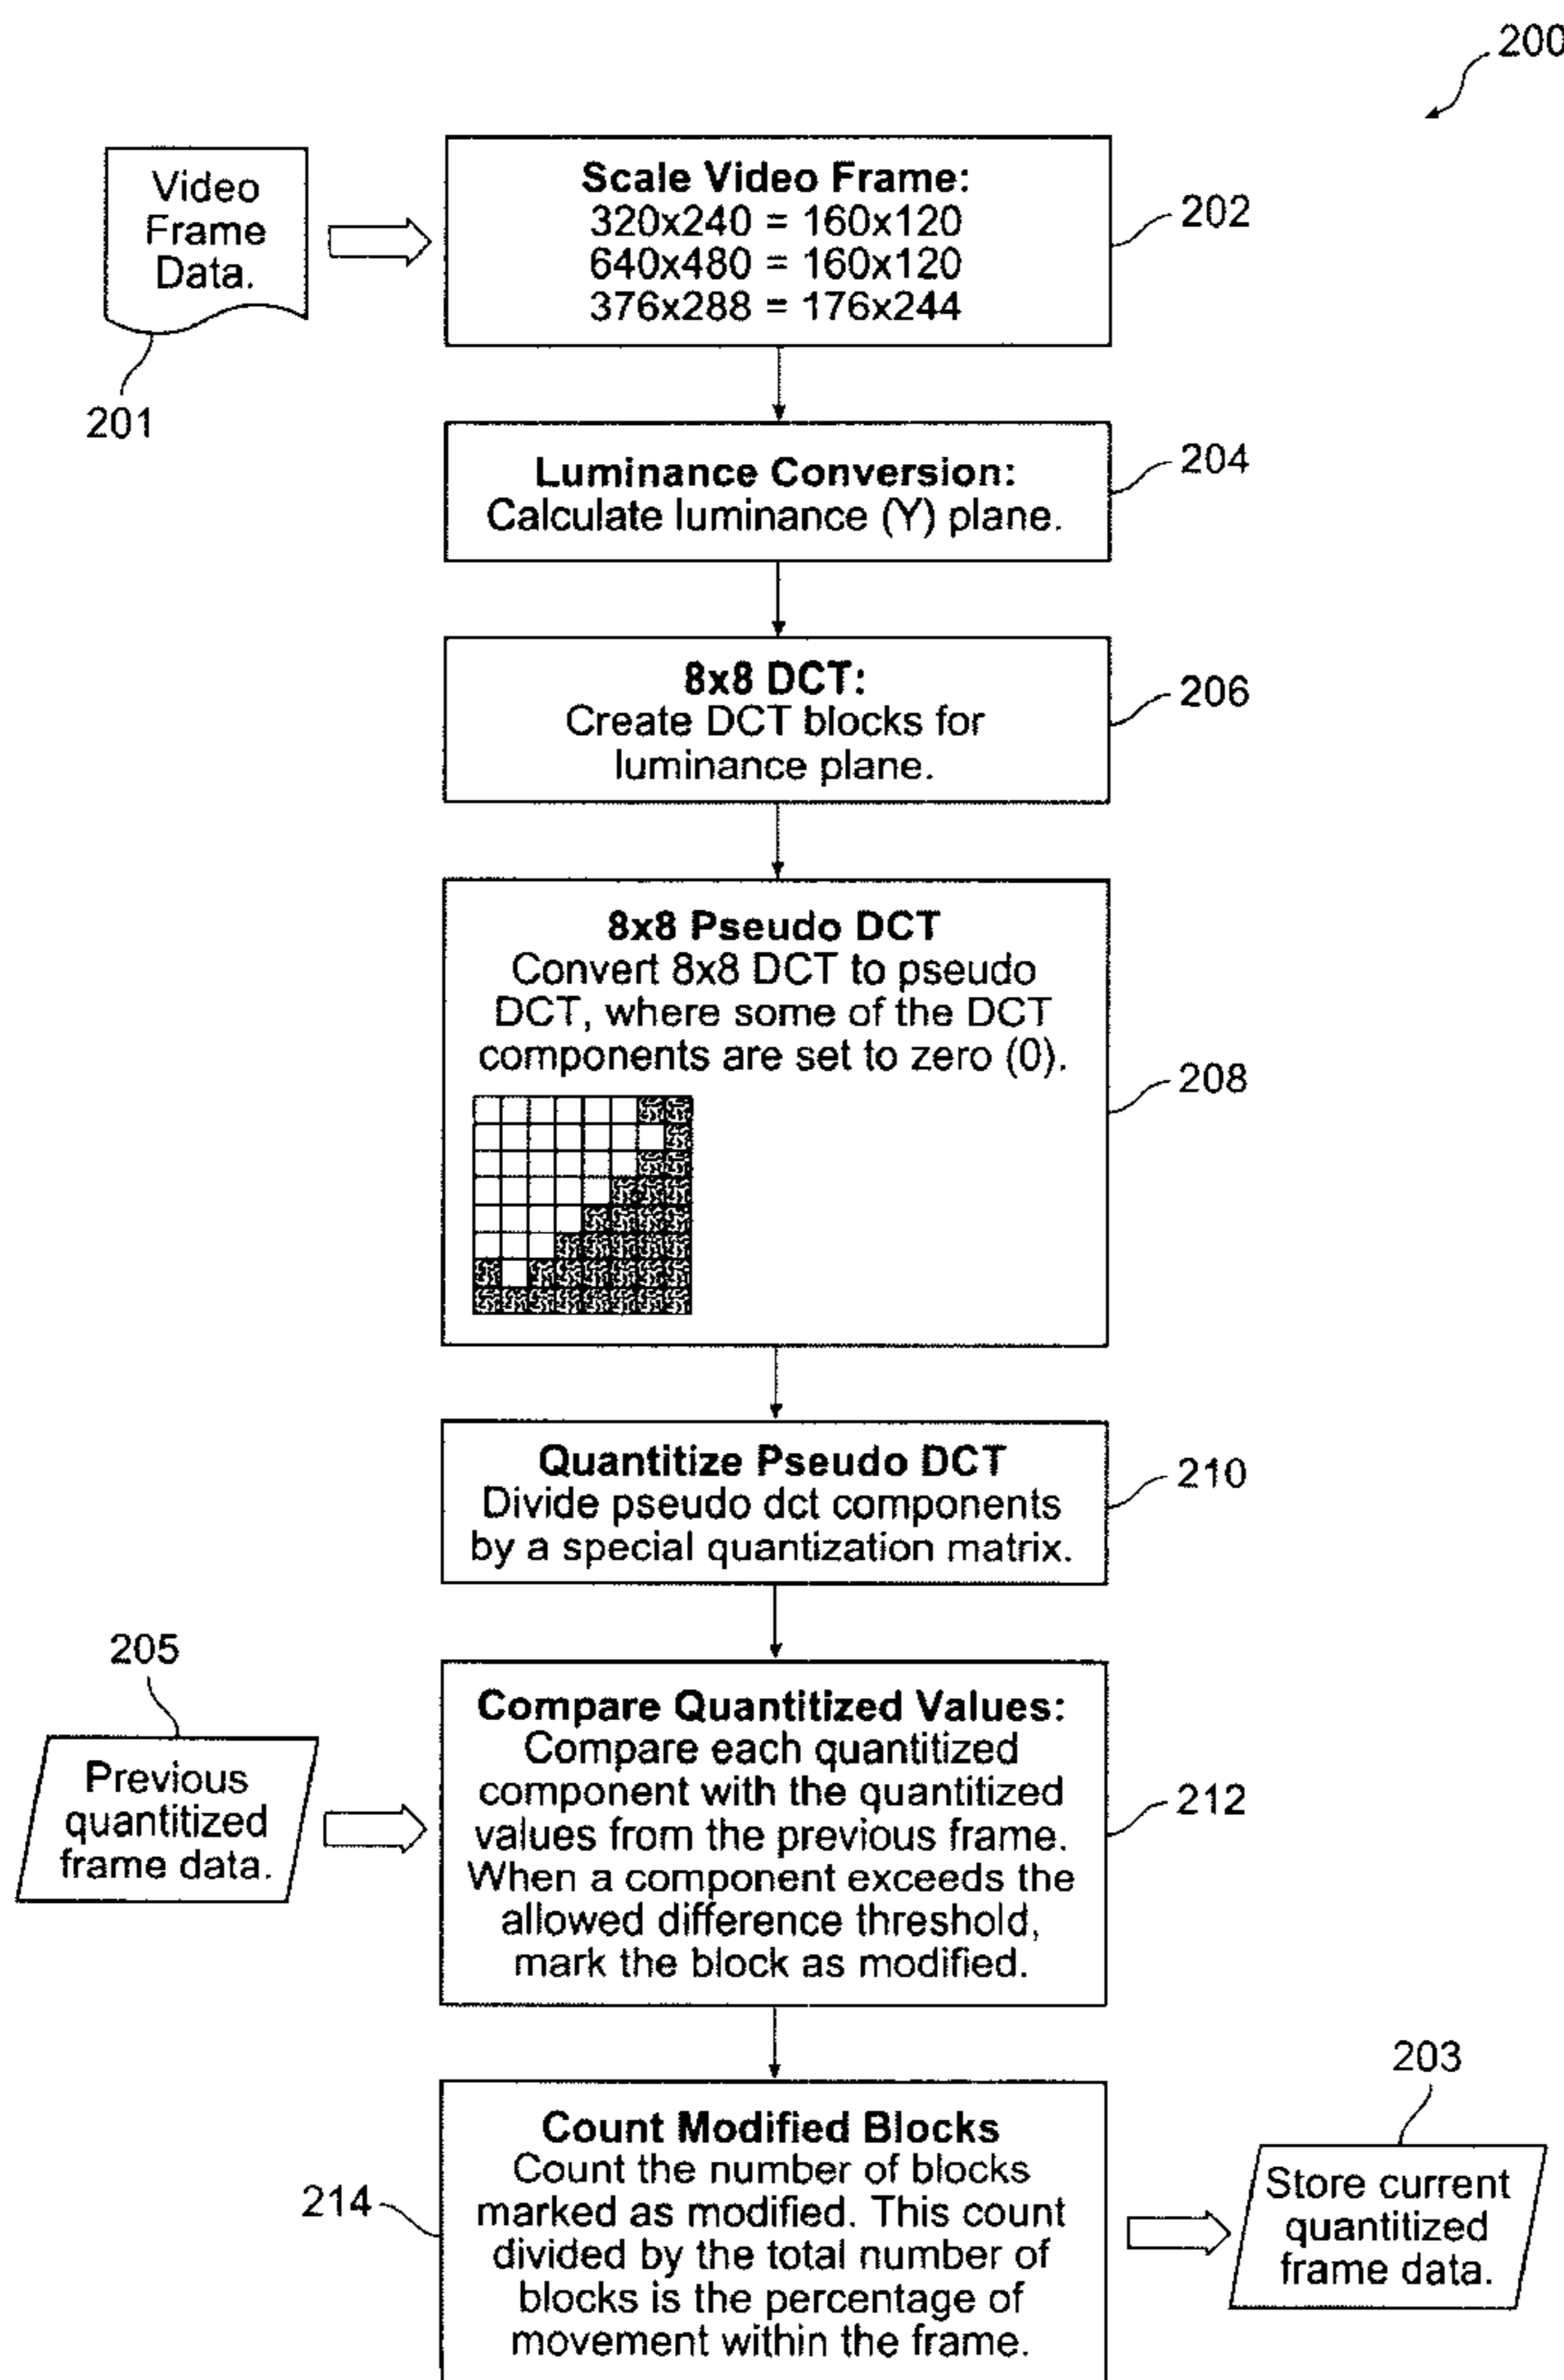 200
Video
Frame
Data.
201
Scale Video Frame:
320x240 = 160x120
640x480 = 160x120
376x288 = 176x244
202
Luminance Conversion:
Calculate luminance (Y) plane.
204
8x8 DCT:
Create DCT blocks for
luminance plane.
206
8x8 Pseudo DCT
Convert 8x8 DCT to pseudo
DCT, where some of the DCT
components are set to zero (0).
208
Quantitize Pseudo DCT
Divide pseudo dct components
by a special quantization matrix.
210
205
Previous
quantitized
frame data.
Compare Quantitized Values:
Compare each quantitized
component with the quantitized
values from the previous frame.
When a component exceeds the
allowed difference threshold,
mark the block as modified.
212
Count Modified Blocks
Count the number of blocks
marked as modified. This count
divided by the total number of
blocks is the percentage of
movement within the frame.
214
203
Store current
quantitized
frame data.